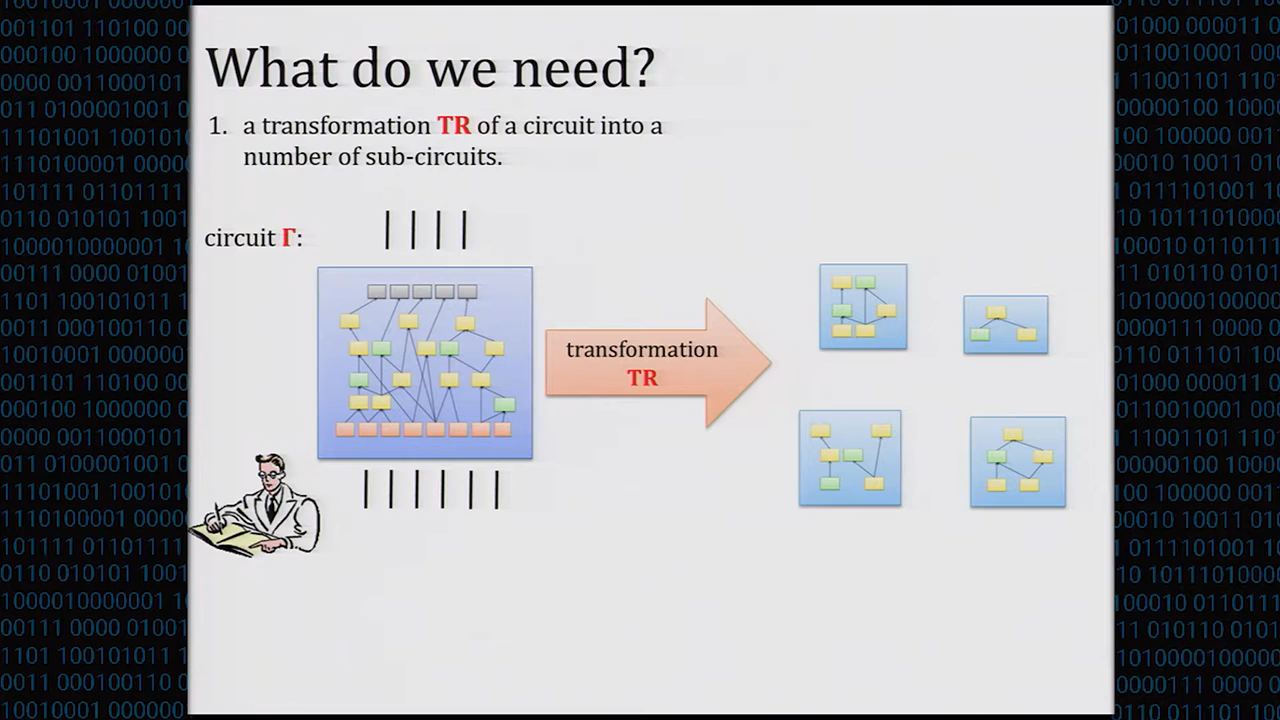 What do we need?
1. a transformation TR of a circuit into a
number of sub-circuits.
circuit Γ:
transformation
TR